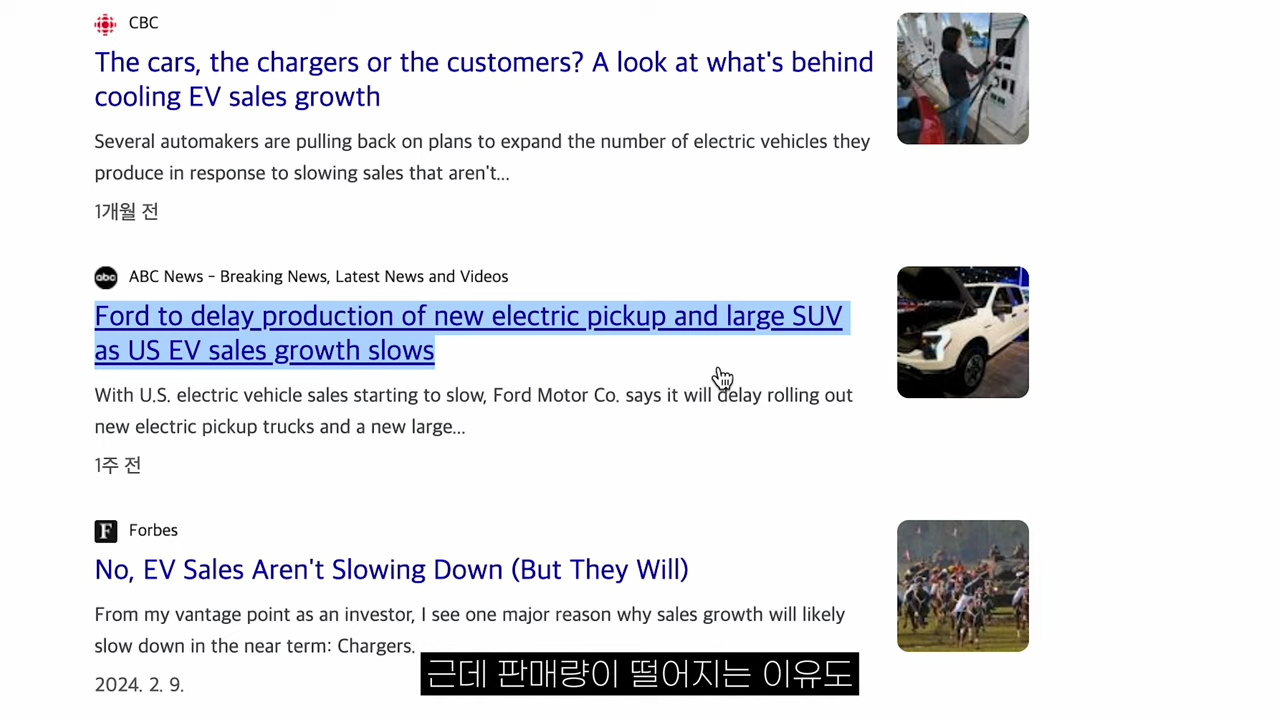 CBC
The cars, the chargers or the customers? A look at what's behind
cooling EV sales growth
Several automakers are pulling back on plans to expand the number of electric vehicles they
produce in response to slowing sales that aren't...
1개월 전
abc
ABC News - Breaking News, Latest News and Videos
Ford to delay production of new electric pickup and large SUV
as US EV sales growth slows
With U.S. electric vehicle sales starting to slow, Ford Motor Co. says it will delay rolling out
new electric pickup trucks and a new large...
1주 전
F
Forbes
No, EV Sales Aren't Slowing Down (But They Will)
From my vantage point as an investor, I see one major reason why sales growth will likely
slow down in the near term: Chargers.
2024. 2. 9.
근데 판매량이 떨어지는 이유도